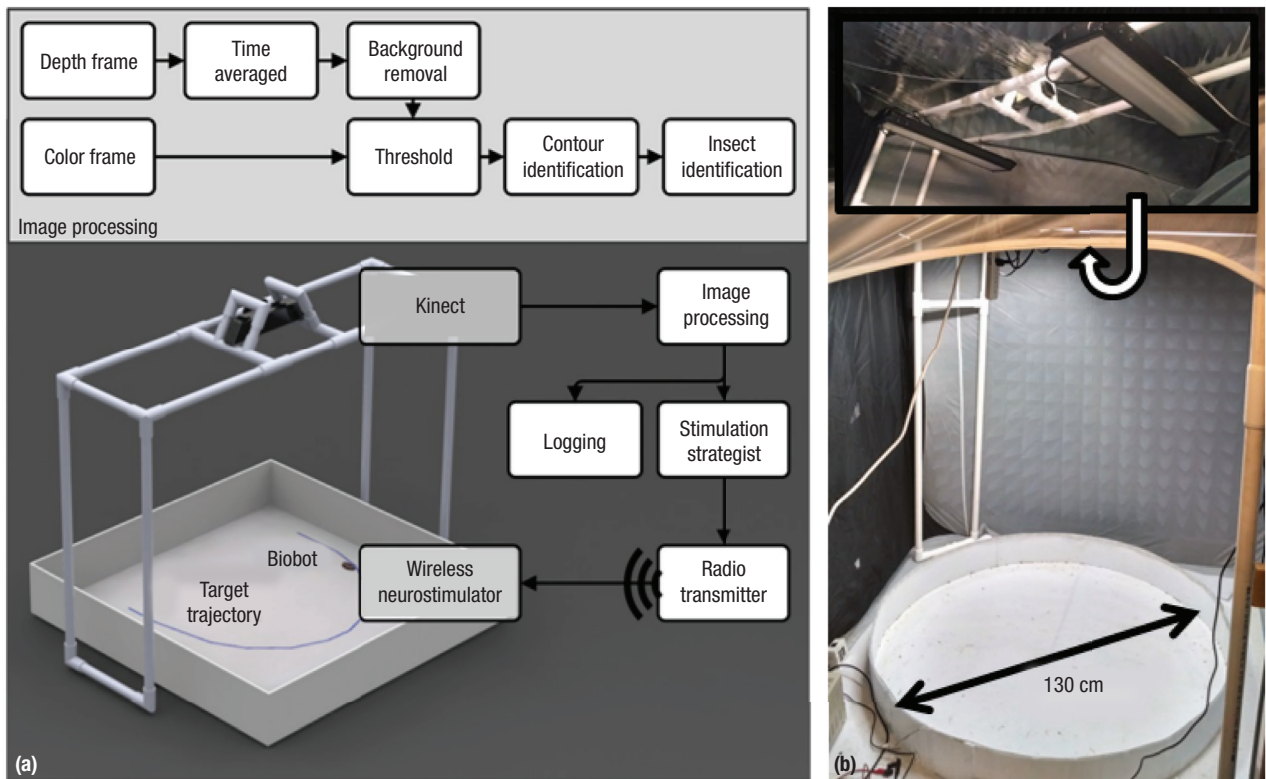 Depth frame
Time
averaged
Background
removal
Color frame
Threshold
Contour
identification
Insect
identification
Image processing
Kinect
Image
processing
Logging
Stimulation
strategist
Biobot
Target
trajectory
Wireless
neurostimulator
Radio
transmitter
(a)
130 cm
(b)